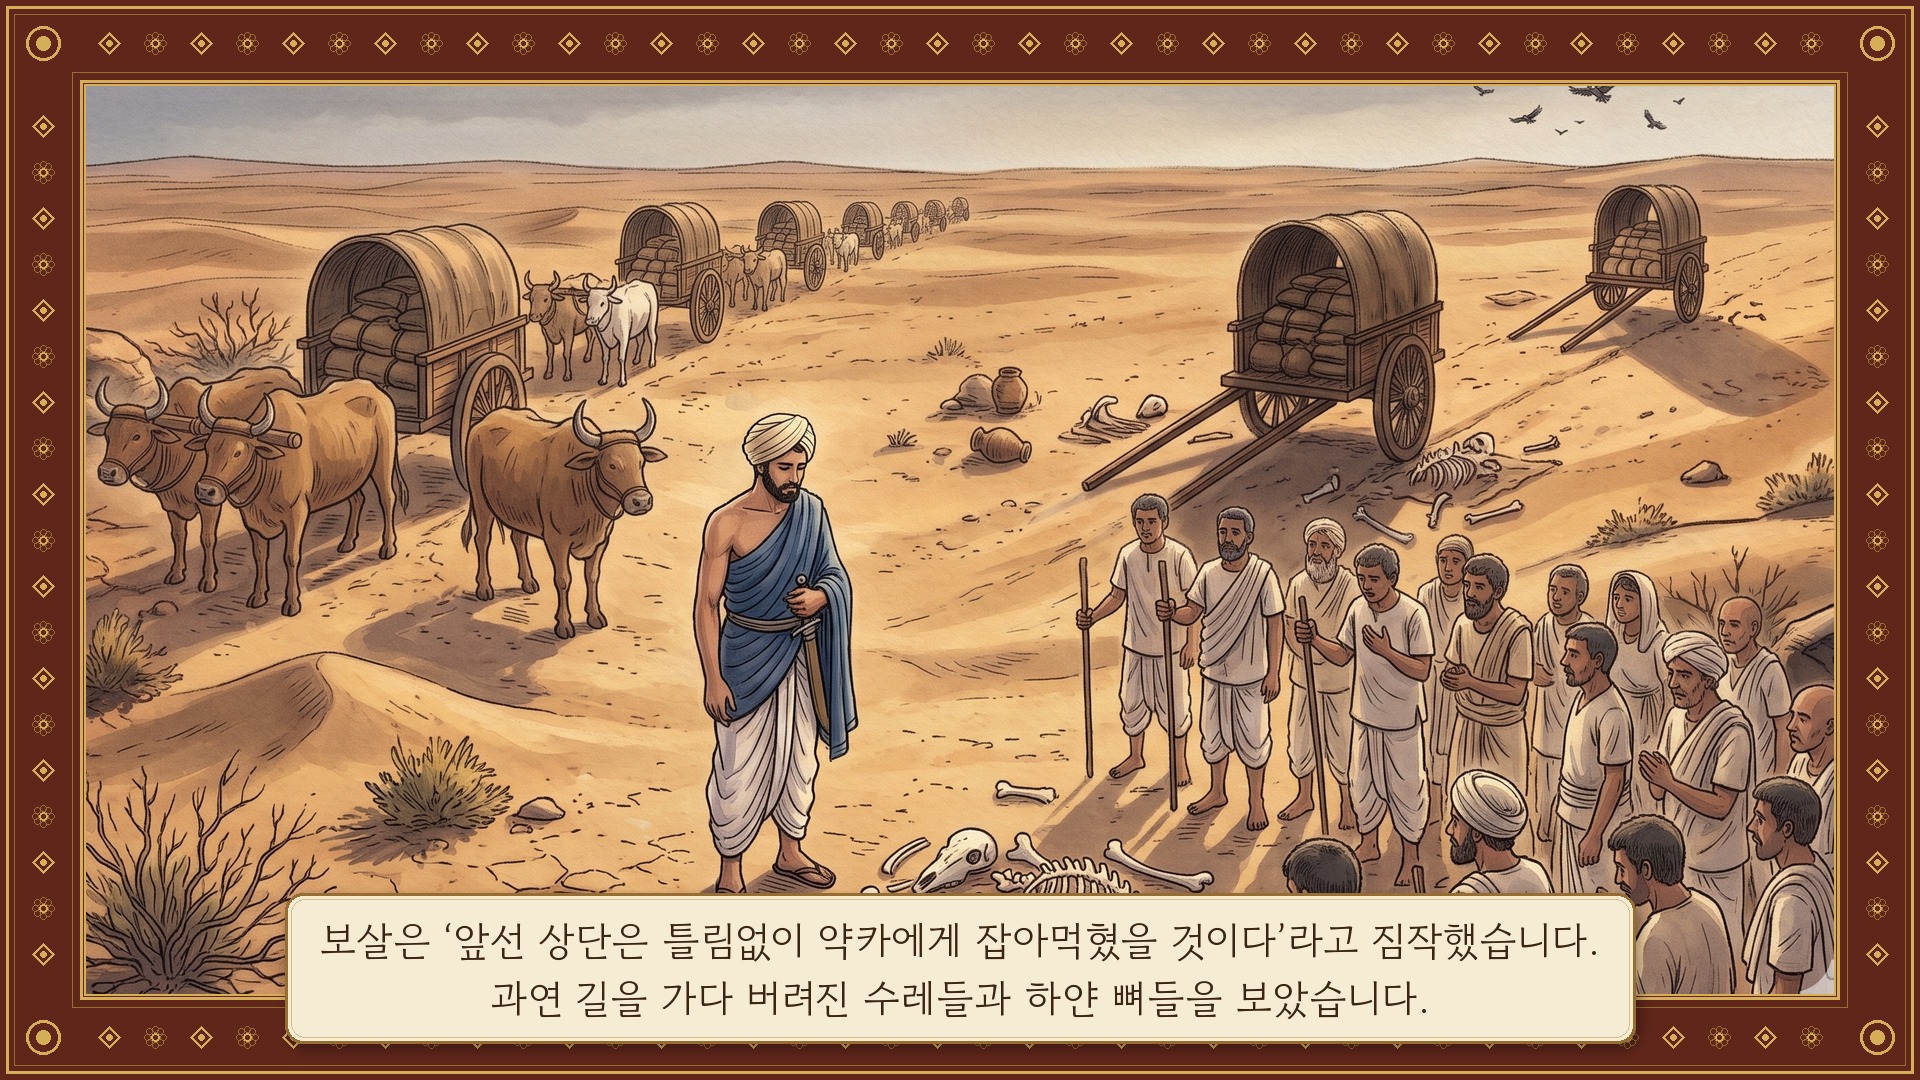 보살은 ‘앞선 상단은 틀림없이 약카에게 잡아먹혔을 것이다’라고 짐작했습니다.
과연 길을 가다 버려진 수레들과 하얀 뼈들을 보았습니다.